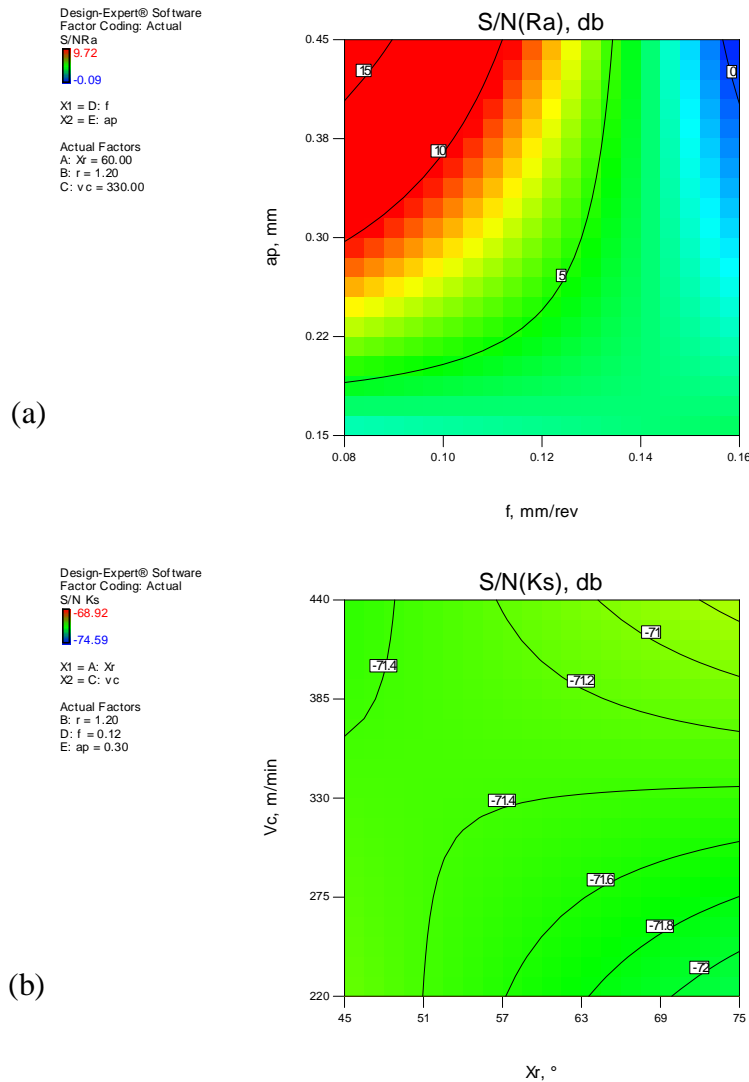 Design-Expert® Software
Factor Coding: Actual
S/NRa
9.72
-0.09
X1 = D: f
X2 = E: ap
Actual Factors
A: Xr = 60.00
B: r = 1.20
C: vc = 330.00
S/N(Ra), db
0.45
0.38
0.30
0.22
0.15
ap, mm
15
10
5
0
0.08 0.10 0.12 0.14 0.16
f, mm/rev
(a)
Design-Expert® Software
Factor Coding: Actual
S/N Ks
-68.92
-74.59
X1 = A: Xr
X2 = C: vc
Actual Factors
B: r = 1.20
D: f = 0.12
E: ap = 0.30
S/N(Ks), db
440
385
330
275
220
Vc, m/min
-71
-71.4
-71.2
-71.4
-71.6
-71.8
-72
45 51 57 63 69 75
Xr, °
(b)